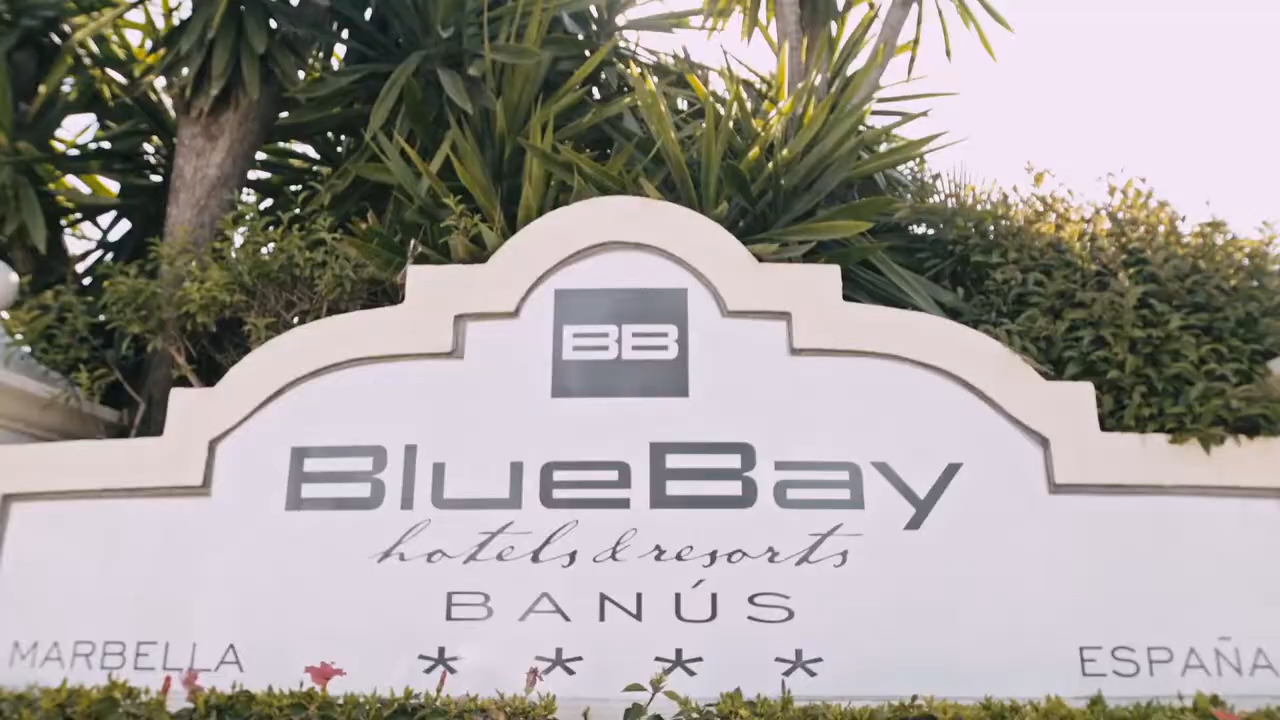 BB
BlueBay
hotels & resorts
BANÚS
MARBELLA
* * * *
ESPAÑA